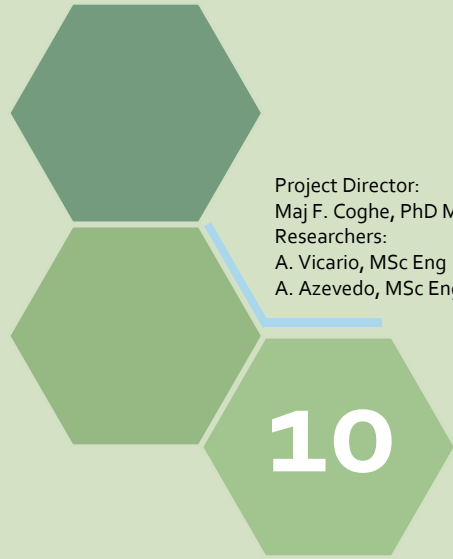 Project Director:
Maj F. Coghe, PhD M
Researchers:
A. Vicario, MSc Eng
A. Azevedo, MSc Eng
10